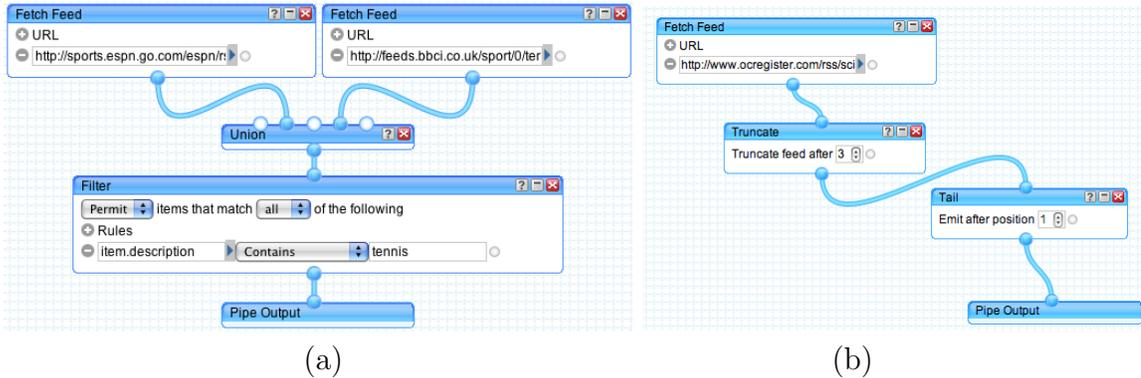 Fetch Feed
URL
http://sports.espn.go.com/espn/r
Fetch Feed
URL
http://feeds.bbci.co.uk/sport/0/ter
Union
Filter
Permit items that match all of the following
Rules
item.description Contains tennis
Pipe Output
(a)
Fetch Feed
URL
http://www.ocregister.com/rss/sci
Truncate
Truncate feed after 3
Tail
Emit after position 1
Pipe Output
(b)